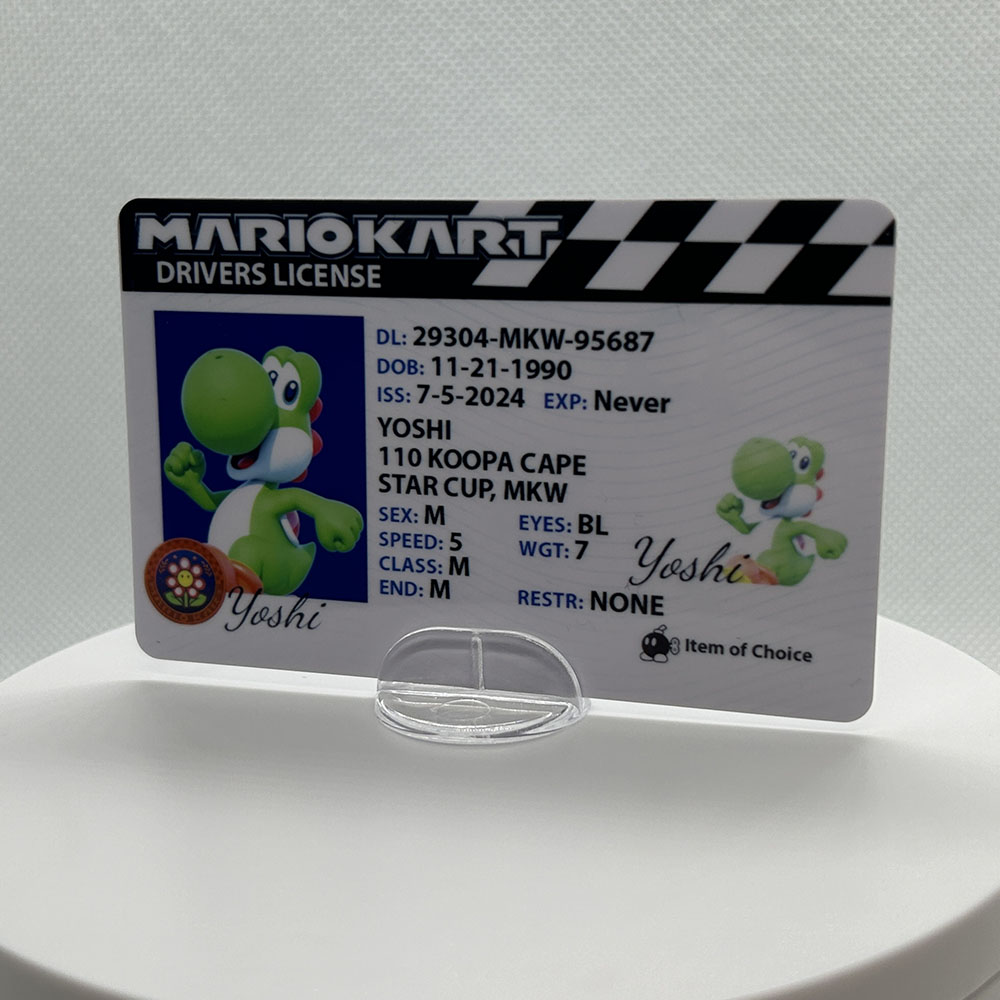 MARIOKART
DRIVERS LICENSE
DL: 29304-MKW-95687
DOB: 11-21-1990
ISS: 7-5-2024 EXP: Never
YOSHI
110 KOOPA CAPE
STAR CUP, MKW
SEX: M EYES: BL
SPEED: 5 WGT: 7
CLASS: M
END: M RESTR: NONE
Yoshi
Yoshi
Item of Choice